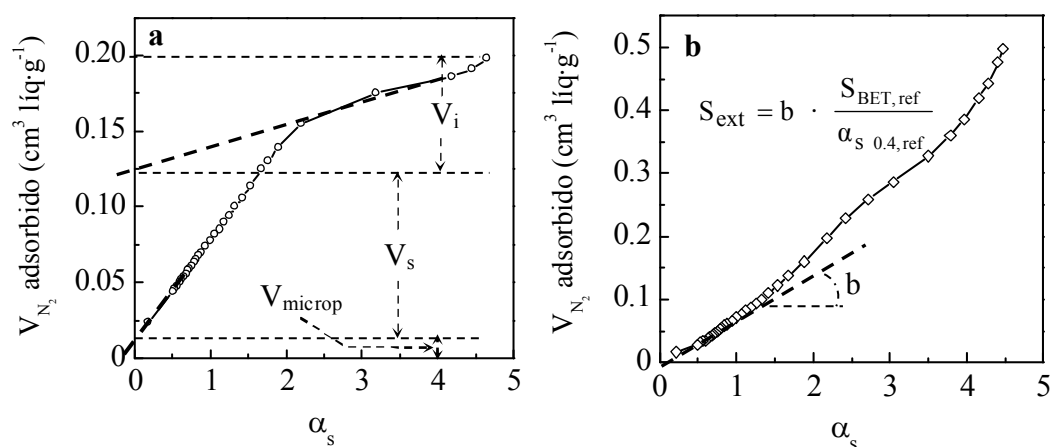 a
V_N₂ adsorbido (cm³ líq·g⁻¹)
0.20
0.15
0.10
0.05
0
V_i
V_s
V_microp
0 1 2 3 4 5
α_s
b
V_N₂ adsorbido (cm³ líq·g⁻¹)
0.5
0.4
0.3
0.2
0.1
0
S_ext = b · S_BET, ref / α_s 0.4, ref
b
0 1 2 3 4 5
α_s